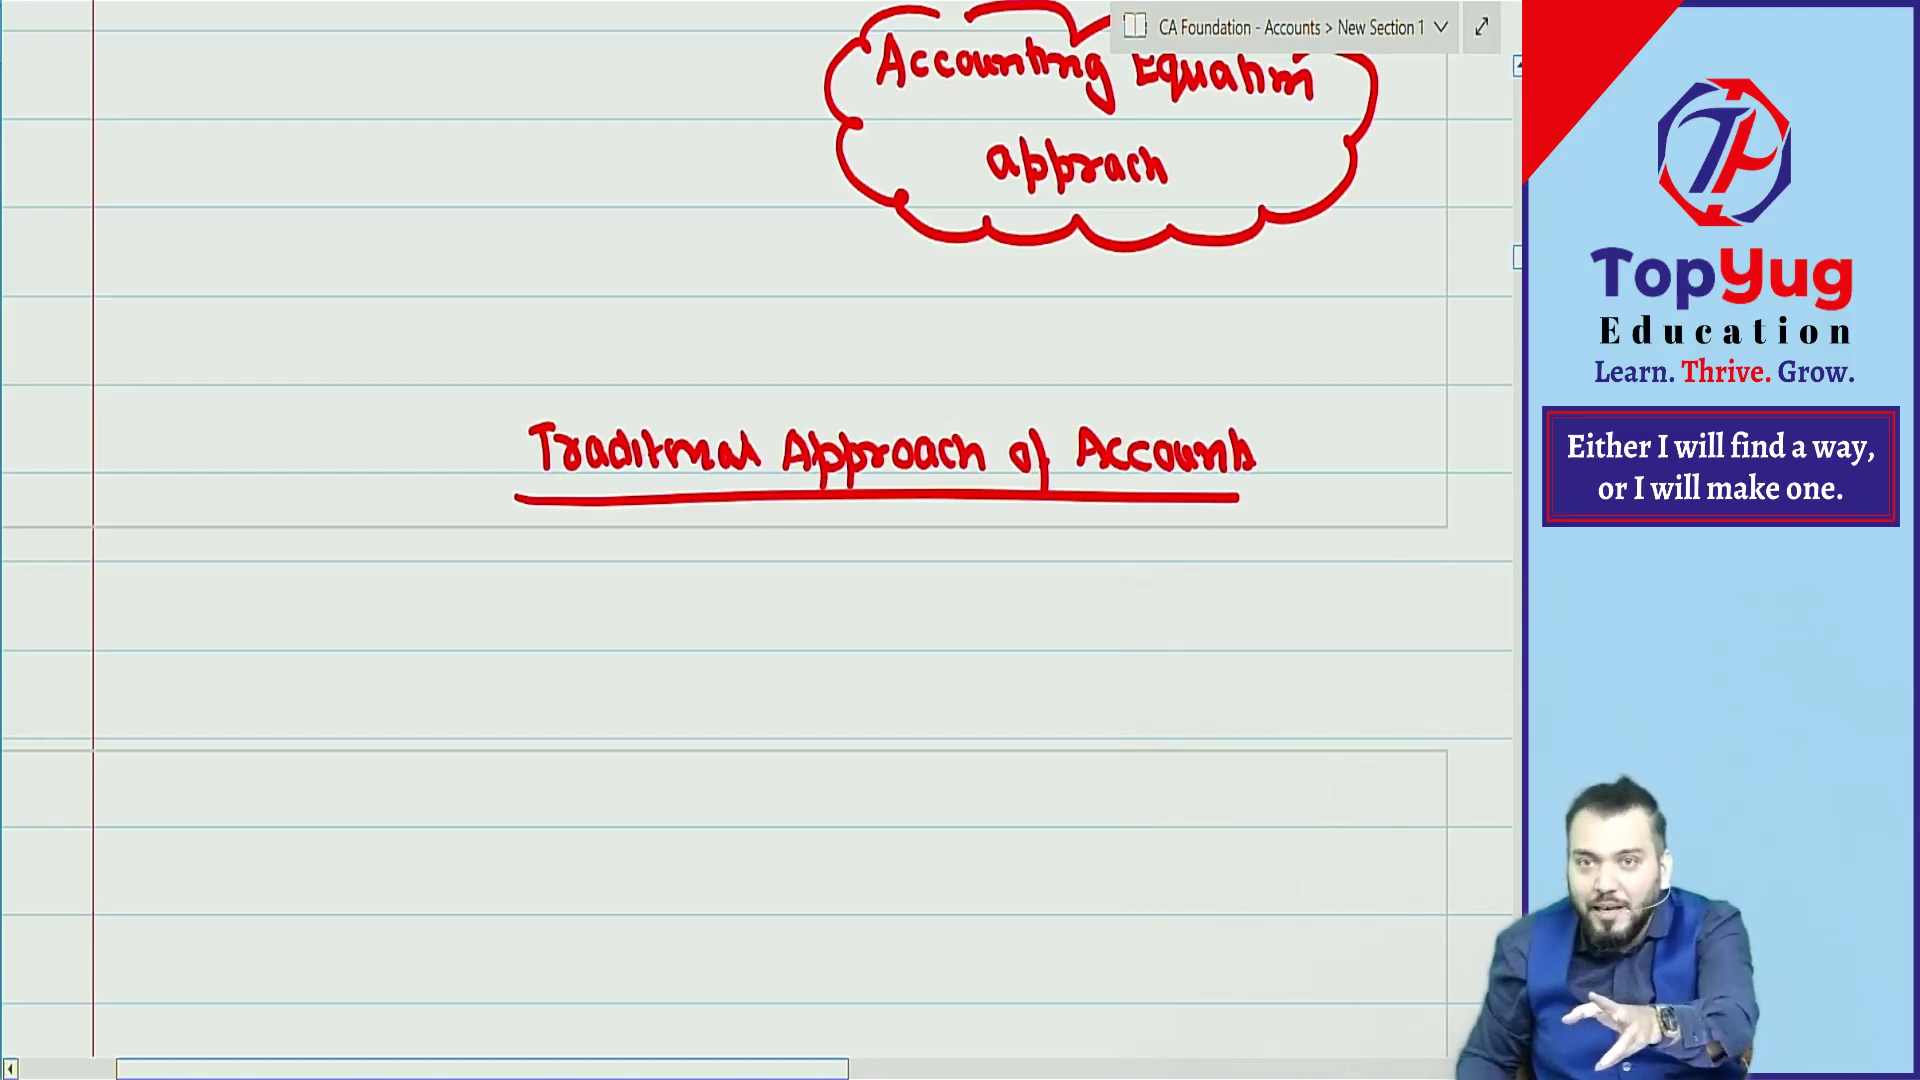 CA Foundation - Accounts > New Section 1
Accounting Equation
approach
Traditional Approach of Accounts
TopYug
Education
Learn. Thrive. Grow.
Either I will find a way,
or I will make one.